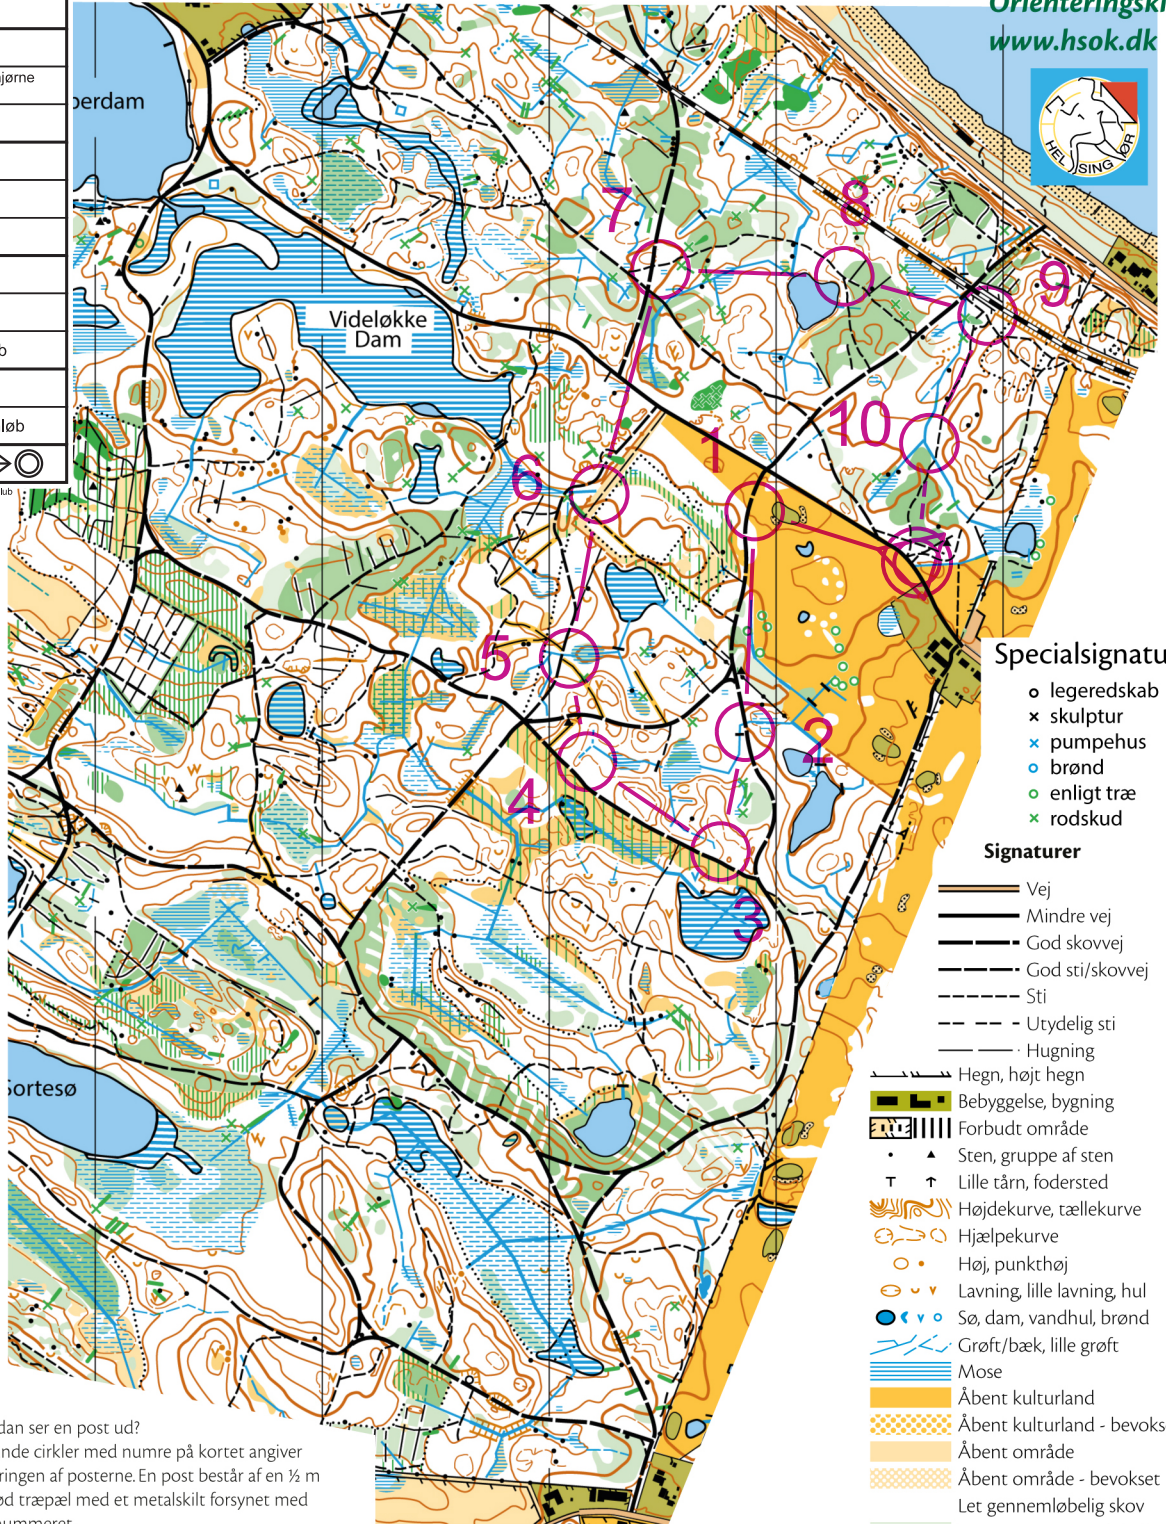 Orienteringskl
www.hsok.dk
HELSINGØR
jørne
b
løb
lub
Videløkke
Dam
Sortesø
7
8
9
10
1
6
5
2
4
3
Specialsignatu
legeredskab
skulptur
pumpehus
brønd
enligt træ
rodskud
Signaturer
Vej
Mindre vej
God skovvej
God sti/skovvej
Sti
Utydelig sti
Hugning
Hegn, højt hegn
Bebyggelse, bygning
Forbudt område
Sten, gruppe af sten
Lille tårn, fodersted
Højdekurve, tællekurve
Hjælpekurve
Høj, punkthøj
Lavning, lille lavning, hul
Sø, dam, vandhul, brønd
Grøft/bæk, lille grøft
Mose
Åbent kulturland
Åbent kulturland - bevoks
Åbent område
Åbent område - bevokset
Let gennemløbelig skov
dan ser en post ud?
nde cirkler med numre på kortet angiver
ringen af posterne. En post består af en ½ m
ød træpæl med et metalskilt forsynet med